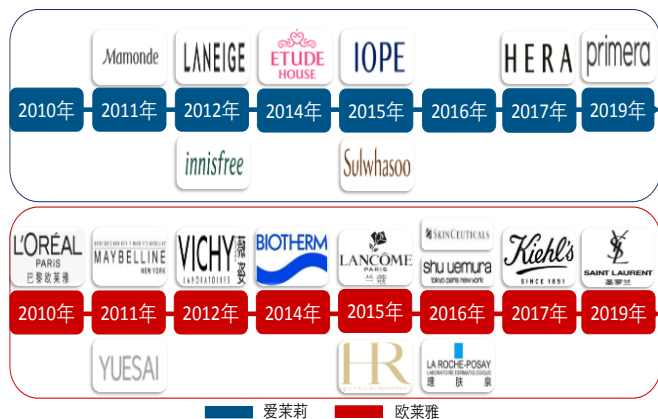 Mamonde
LANEIGE
ETUDE
HOUSE
IOPE
HERA
primera
2010年
2011年
2012年
2014年
2015年
2016年
2017年
2019年
innisfree
Sulwhasoo
L'ORÉAL
PARIS
巴黎欧莱雅
MAYBELLINE
NEW YORK
VICHY
LABORATOIRES
薇姿
BIOTHERM
LANCÔME
PARIS
兰蔻
SKINCEUTICALS
shu uemura
tokyo paris new york
Kiehl's
SINCE 1851
YSL
SAINT LAURENT
圣罗兰
2010年
2011年
2012年
2014年
2015年
2016年
2017年
2019年
YUESAI
HR
LA ROCHE-POSAY
LABORATOIRE DERMATOLOGIQUE
理肤泉
爱茉莉
欧莱雅